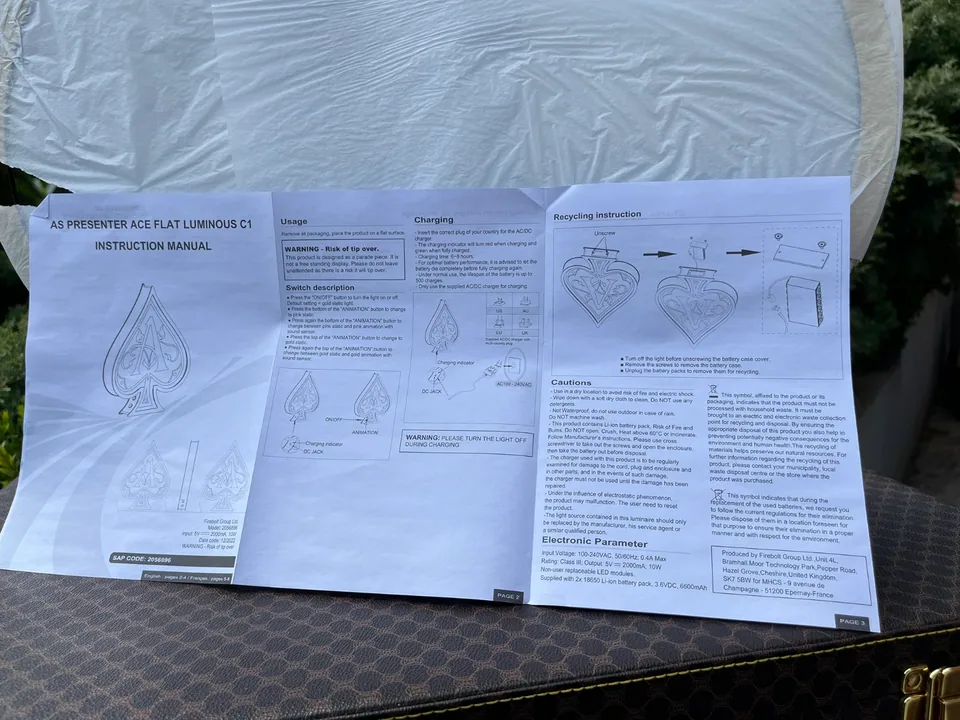 AS PRESENTER ACE FLAT LUMINOUS C1
INSTRUCTION MANUAL
Firebolt Group Ltd.
Model: 2056896
Input: 5V 2000mA, 10W
Date code: 122022
WARNING - Risk of tip over
SAP CODE: 2056896
English : pages 2-4 / Français : pages 5-8
Usage
Remove all packaging, place the product on a flat surface.
WARNING - Risk of tip over.
This product is designed as a parade piece. It is
not a free standing display. Please do not leave
unattended as there is a risk it will tip over.
Switch description
● Press the "ON/OFF" button to turn the light on or off.
Default setting = gold static light.
● Press the bottom of the "ANIMATION" button to change
to pink static.
● Press again the bottom of the "ANIMATION" button to
change between pink static and pink animation with
sound sensor.
● Press the top of the "ANIMATION" button to change to
gold static.
● Press again the top of the "ANIMATION" button to
change between gold static and gold animation with
sound sensor.
ON/OFF
ANIMATION
Charging indicator
DC JACK
Charging
- Insert the correct plug of your country for the AC/DC
charger
- The charging indicator will turn red when charging and
green when fully charged.
- Charging time: 6~8 hours.
- For optimal battery performance, it is advised to let the
battery die completely before fully charging again.
- Under normal use, the lifespan of the battery is up to
500 charges.
- Only use the supplied AC/DC charger for charging.
US
AU
EU
UK
Supplied AC/DC charger with
Charging indicator
DC JACK
AC100 - 240VAC
WARNING: PLEASE TURN THE LIGHT OFF
DURING CHARGING
PAGE 2
Recycling instruction
Unscrew
■ Turn off the light before unscrewing the battery case cover.
■ Remove the screws to remove the battery case.
■ Unplug the battery packs to remove them for recycling.
Cautions
- Use in a dry location to avoid risk of fire and electric shock.
- Wipe down with a soft dry cloth to clean, Do NOT use any
detergents.
- Not Waterproof, do not use outdoor in case of rain.
Do NOT machine wash.
- This product contains Li-ion battery pack, Risk of Fire and
Burns, Do NOT open, Crush, Heat above 60°C or incinerate.
Follow Manufacturer's Instructions. Please use cross
screwdriver to take out the screws and open the enclosure,
then take the battery out before disposal.
- The charger used with this product is to be regularly
examined for damage to the cord, plug and enclosure and
in other parts, and in the events of such damage,
the charger must not be used until the damage has been
repaired.
- Under the influence of electrostatic phenomenon,
the product may malfunction. The user need to reset
the product.
-The light source contained in this luminaire should only
be replaced by the manufacturer, his service agent or
a similar qualified person.
Electronic Parameter
Input Voltage: 100-240VAC, 50/60Hz, 0.4A Max
Rating: Class III, Output: 5V 2000mA, 10W
Non-user replaceable LED modules.
Supplied with 2x 18650 Li-ion battery pack, 3.6VDC, 6600mAh
This symbol, affixed to the product or its
packaging, indicates that the product must not be
processed with household waste. It must be
brought to an electric and electronic waste collection
point for recycling and disposal. By ensuring the
appropriate disposal of this product you also help in
preventing potential negative consequences for the
environment and human health.The recycling of
materials helps preserve our natural resources. For
further information regarding the recycling of this
product, please contact your municipality, local
waste disposal centre or the store where the
product was purchased.
This symbol indicates that during the
replacement of the used batteries, we request you
to follow the current regulations for their elimination.
Please dispose of them in a location foreseen for
that purpose to ensure their elimination in a proper
manner and with respect for the environment.
Produced by Firebolt Group Ltd. Unit 4L,
Bramhall Moor Technology Park,Pepper Road,
Hazel Grove,Cheshire,United Kingdom,
SK7 5BW for MHCS - 9 avenue de
Champagne - 51200 Epernay-France
PAGE 3